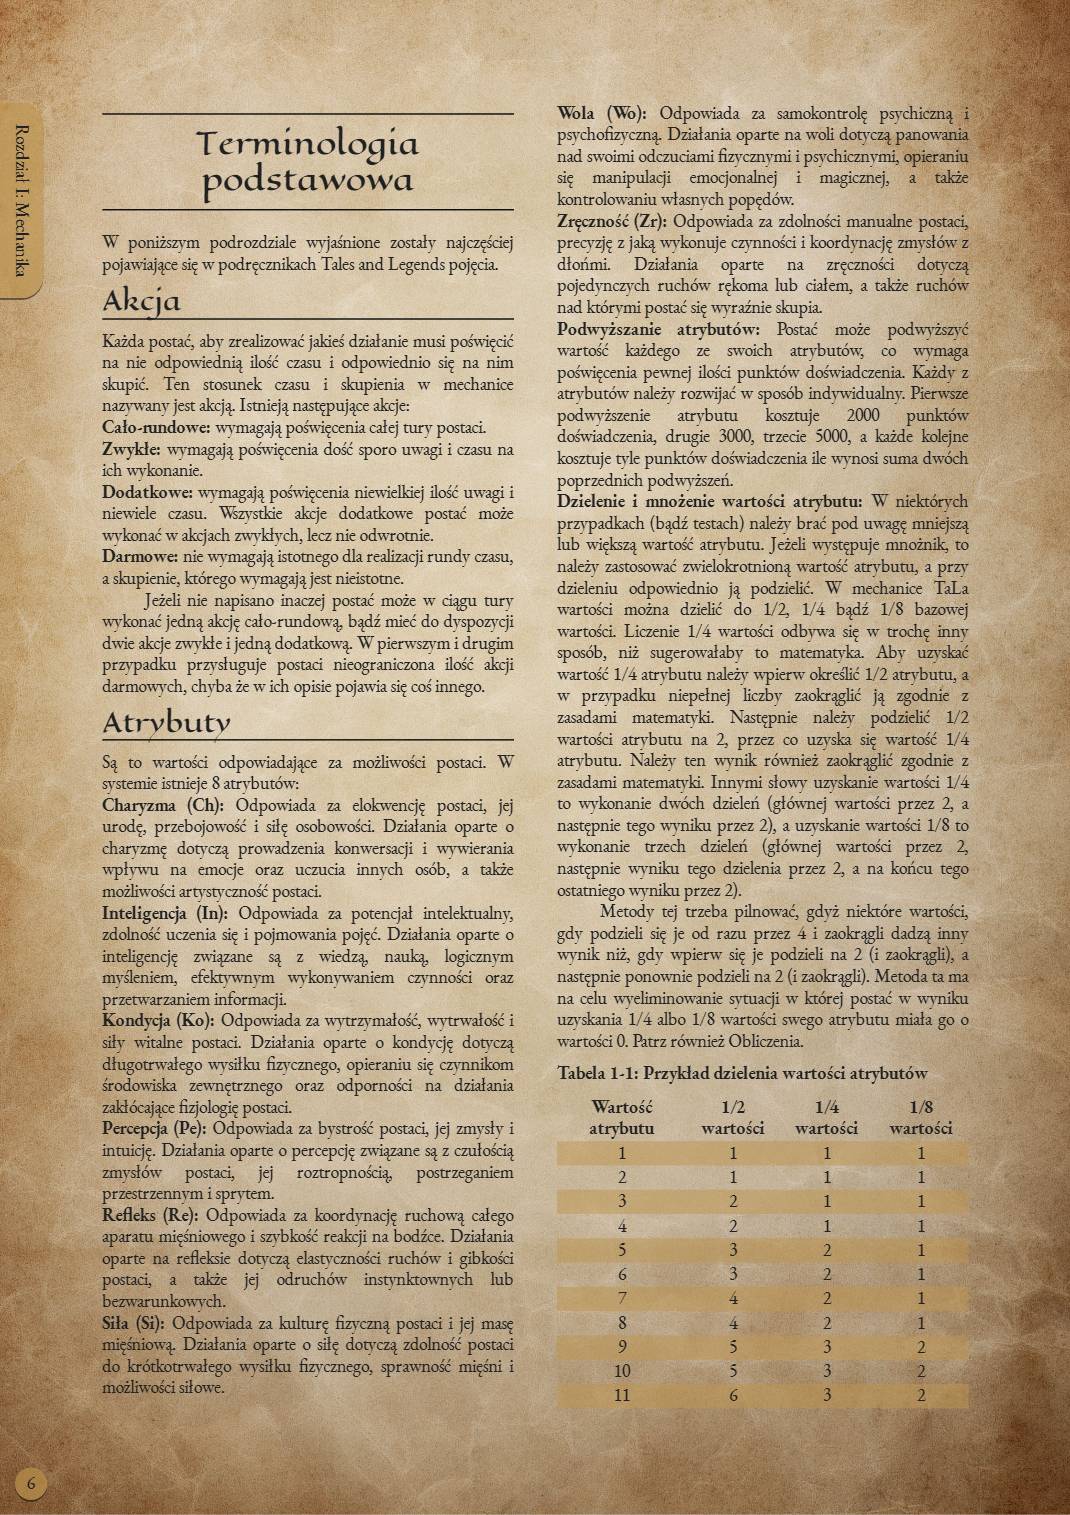 Rozdział I: Mechanika
Terminologia
podstawowa
W poniższym podrozdziale wyjaśnione zostały najczęściej
pojawiające się w podręcznikach Tales and Legends pojęcia.
Akcja
Każda postać, aby zrealizować jakieś działanie musi poświęcić
na nie odpowiednią ilość czasu i odpowiednio się na nim
skupić. Ten stosunek czasu i skupienia w mechanice
nazywany jest akcją. Istnieją następujące akcje:
Cało-rundowe: wymagają poświęcenia całej tury postaci.
Zwykłe: wymagają poświęcenia dość sporo uwagi i czasu na
ich wykonanie.
Dodatkowe: wymagają poświęcenia niewielkiej ilość uwagi i
niewiele czasu. Wszystkie akcje dodatkowe postać może
wykonać w akcjach zwykłych, lecz nie odwrotnie.
Darmowe: nie wymagają istotnego dla realizacji rundy czasu,
a skupienie, którego wymagają jest nieistotne.
Jeżeli nie napisano inaczej postać może w ciągu tury
wykonać jedną akcję cało-rundową, bądź mieć do dyspozycji
dwie akcje zwykłe i jedną dodatkową. W pierwszym i drugim
przypadku przysługuje postaci nieograniczona ilość akcji
darmowych, chyba że w ich opisie pojawia się coś innego.
Atrybuty
Są to wartości odpowiadające za możliwości postaci. W
systemie istnieje 8 atrybutów:
Charyzma (Ch): Odpowiada za elokwencję postaci, jej
urodę, przebojowość i siłę osobowości. Działania oparte o
charyzmę dotyczą prowadzenia konwersacji i wywierania
wpływu na emocje oraz uczucia innych osób, a także
możliwości artystyczność postaci.
Inteligencja (In): Odpowiada za potencjał intelektualny,
zdolność uczenia się i pojmowania pojęć. Działania oparte o
inteligencję związane są z wiedzą, nauką, logicznym
myśleniem, efektywnym wykonywaniem czynności oraz
przetwarzaniem informacji.
Kondycja (Ko): Odpowiada za wytrzymałość, wytrwałość i
siły witalne postaci. Działania oparte o kondycję dotyczą
długotrwałego wysiłku fizycznego, opieraniu się czynnikom
środowiska zewnętrznego oraz odporności na działania
zakłócające fizjologię postaci.
Percepcja (Pe): Odpowiada za bystrość postaci, jej zmysły i
intuicję. Działania oparte o percepcję związane są z czułością
zmysłów postaci, jej roztropnością, postrzeganiem
przestrzennym i sprytem.
Refleks (Re): Odpowiada za koordynację ruchową całego
aparatu mięśniowego i szybkość reakcji na bodźce. Działania
oparte na refleksie dotyczą elastyczności ruchów i gibkości
postaci, a także jej odruchów instynktownych lub
bezwarunkowych.
Siła (Si): Odpowiada za kulturę fizyczną postaci i jej masę
mięśniową. Działania oparte o siłę dotyczą zdolność postaci
do krótkotrwałego wysiłku fizycznego, sprawność mięśni i
możliwości siłowe.
Wola (Wo): Odpowiada za samokontrolę psychiczną i
psychofizyczną. Działania oparte na woli dotyczą panowania
nad swoimi odczuciami fizycznymi i psychicznymi, opieraniu
się manipulacji emocjonalnej i magicznej, a także
kontrolowaniu własnych popędów.
Zręczność (Zr): Odpowiada za zdolności manualne postaci,
precyzję z jaką wykonuje czynności i koordynację zmysłów z
dłońmi. Działania oparte na zręczności dotyczą
pojedynczych ruchów rękoma lub ciałem, a także ruchów
nad którymi postać się wyraźnie skupia.
Podwyższanie atrybutów: Postać może podwyższyć
wartość każdego ze swoich atrybutów, co wymaga
poświęcenia pewnej ilości punktów doświadczenia. Każdy z
atrybutów należy rozwijać w sposób indywidualny. Pierwsze
podwyższenie atrybutu kosztuje 2000 punktów
doświadczenia, drugie 3000, trzecie 5000, a każde kolejne
kosztuje tyle punktów doświadczenia ile wynosi suma dwóch
poprzednich podwyższeń.
Dzielenie i mnożenie wartości atrybutu: W niektórych
przypadkach (bądź testach) należy brać pod uwagę mniejszą
lub większą wartość atrybutu. Jeżeli występuje mnożnik, to
należy zastosować zwielokrotnioną wartość atrybutu, a przy
dzieleniu odpowiednio ją podzielić. W mechanice TaLa
wartości można dzielić do 1/2, 1/4 bądź 1/8 bazowej
wartości. Liczenie 1/4 wartości odbywa się w trochę inny
sposób, niż sugerowałaby to matematyka. Aby uzyskać
wartość 1/4 atrybutu należy wpierw określić 1/2 atrybutu, a
w przypadku niepełnej liczby zaokrąglić ją zgodnie z
zasadami matematyki. Następnie należy podzielić 1/2
wartości atrybutu na 2, przez co uzyska się wartość 1/4
atrybutu. Należy ten wynik również zaokrąglić zgodnie z
zasadami matematyki. Innymi słowy uzyskanie wartości 1/4
to wykonanie dwóch dzieleń (głównej wartości przez 2, a
następnie tego wyniku przez 2), a uzyskanie wartości 1/8 to
wykonanie trzech dzieleń (głównej wartości przez 2,
następnie wyniku tego dzielenia przez 2, a na końcu tego
ostatniego wyniku przez 2).
Metody tej trzeba pilnować, gdyż niektóre wartości,
gdy podzieli się je od razu przez 4 i zaokrągli dadzą inny
wynik niż, gdy wpierw się je podzieli na 2 (i zaokrągli), a
następnie ponownie podzieli na 2 (i zaokrągli). Metoda ta ma
na celu wyeliminowanie sytuacji w której postać w wyniku
uzyskania 1/4 albo 1/8 wartości swego atrybutu miała go o
wartości 0. Patrz również Obliczenia.
Tabela 1-1: Przykład dzielenia wartości atrybutów
Wartość 1/2 1/4 1/8
atrybutu wartości wartości wartości
1 1 1 1
2 1 1 1
3 2 1 1
4 2 1 1
5 3 2 1
6 3 2 1
7 4 2 1
8 4 2 1
9 5 3 2
10 5 3 2
11 6 3 2
6